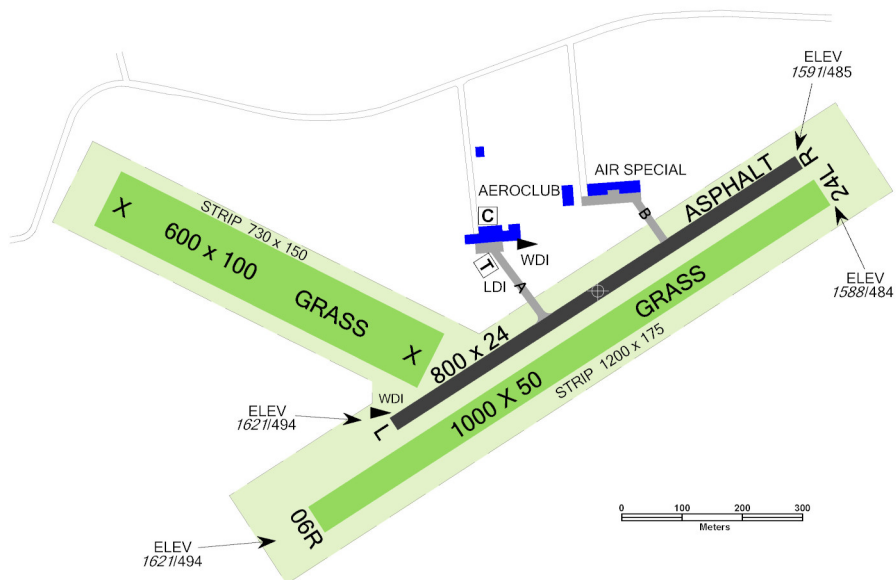 ELEV
1591/485
ASPHALT
R
AIR SPECIAL
AEROCLUB
24L
B
STRIP 730 x 150
X
600 x 100
C
WDI
T
LDI
A
ELEV
1588/484
GRASS
GRASS
X
800 x 24
STRIP 1200 x 175
1000 X 50
WDI
ELEV
1621/494
L
06R
ELEV
1621/494
0 100 200 300
Meters